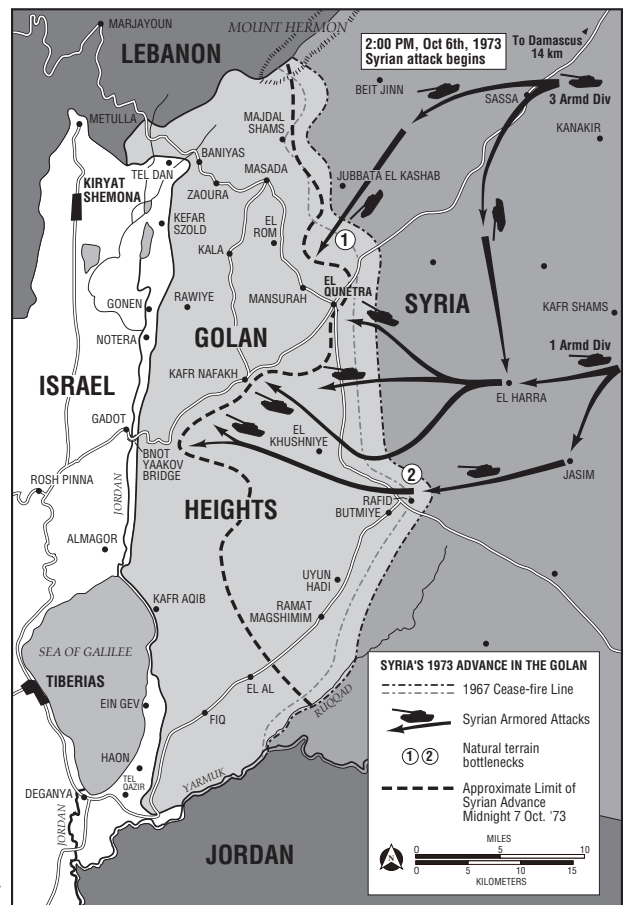 MARJAYOUN
MOUNT HERMON
LEBANON
2:00 PM, Oct 6th, 1973
Syrian attack begins
To Damascus
14 km
BEIT JINN
SASSA
3 Armd Div
METULLA
MAJDAL
SHAMS
KANAKIR
BANIYAS
TEL DAN
MASADA
JUBBATA EL KASHAB
KIRYAT
SHEMONA
ZAOURA
KEFAR
SZOLD
EL
ROM
1
KALA
EL
QUNETRA
SYRIA
GONEN
RAWIYE
MANSURAH
KAFR SHAMS
NOTERA
GOLAN
1 Armd Div
KAFR NAFAKH
ISRAEL
EL HARRA
GADOT
EL
KHUSHNIYE
BNOT
YAAKOV
BRIDGE
2
JASIM
ROSH PINNA
JORDAN
HEIGHTS
RAFID
BUTMIYE
ALMAGOR
UYUN
HADI
KAFR AQIB
RAMAT
MAGSHIMIM
SEA OF GALILEE
TIBERIAS
EL AL
RUQQAD
EIN GEV
FIQ
HAON
TEL
QAZIR
YARMUK
DEGANYA
JORDAN
JORDAN
SYRIA'S 1973 ADVANCE IN THE GOLAN
1967 Cease-fire Line
Syrian Armored Attacks
1 2
Natural terrain
bottlenecks
Approximate Limit of
Syrian Advance
Midnight 7 Oct. '73
N
MILES
0 5 10
0 5 10 15
KILOMETERS